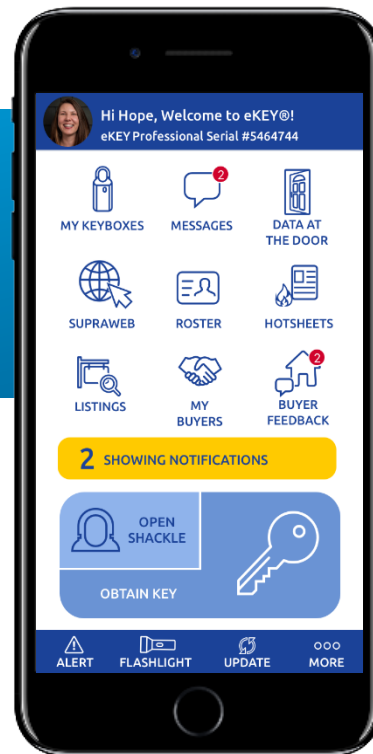 Hi Hope, Welcome to eKEY®!
eKEY Professional Serial #5464744
MY KEYBOXES
2
MESSAGES
DATA AT
THE DOOR
SUPRAWEB
ROSTER
HOTSHEETS
LISTINGS
MY
BUYERS
2
BUYER
FEEDBACK
2 SHOWING NOTIFICATIONS
OPEN
SHACKLE
OBTAIN KEY
ALERT
FLASHLIGHT
UPDATE
MORE